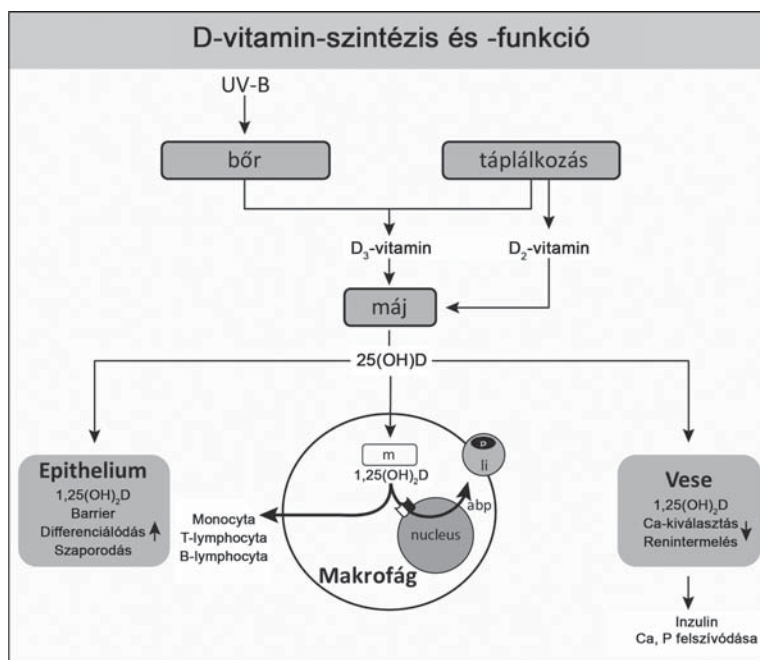 D-vitamin-szintézis és -funkció
UV-B
bőr
táplálkozás
D₃-vitamin
D₂-vitamin
máj
25(OH)D
Epithelium
1,25(OH)₂D
Barrier
Differenciálódás
Szaporodás
m
1,25(OH)₂D
D
li
abp
nucleus
Makrofág
Monocyta
T-lymphocyta
B-lymphocyta
Vese
1,25(OH)₂D
Ca-kiválasztás
Renintermelés
Inzulin
Ca, P felszívódása